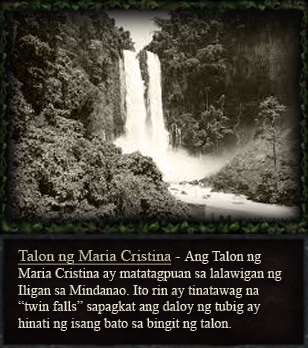 Talon ng Maria Cristina - Ang Talon ng
Maria Cristina ay matatagpuan sa lalawigan ng
Iligan sa Mindanao. Ito rin ay tinatawag na
“twin falls” sapagkat ang daloy ng tubig ay
hinati ng isang bato sa bingit ng talon.